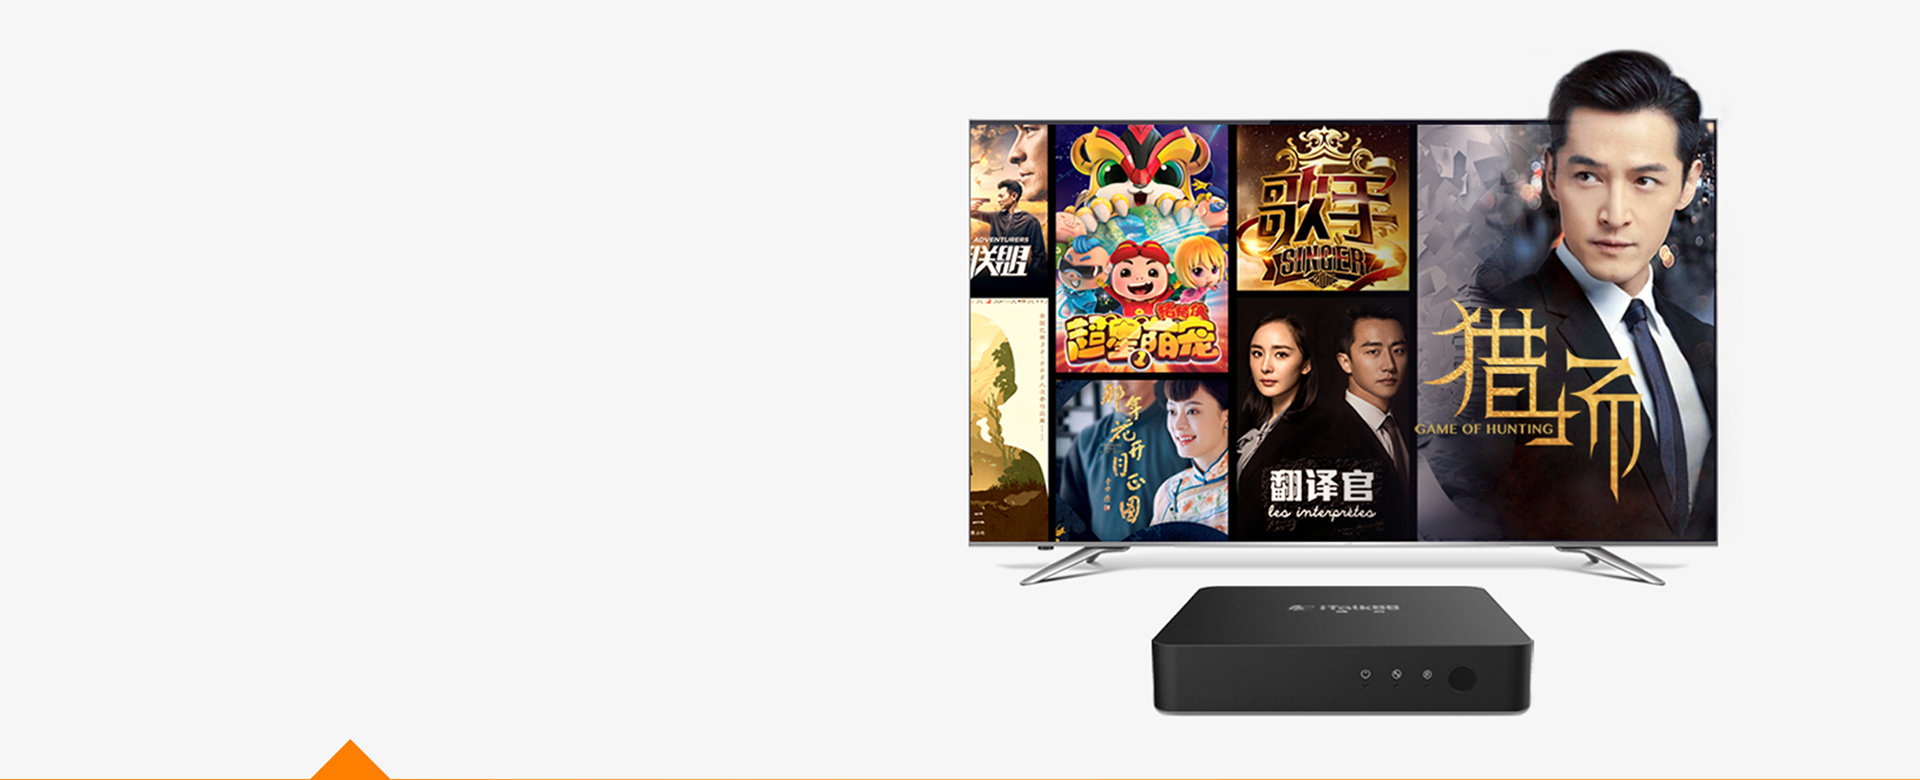 ADVENTURERS
联盟
猪猪侠
超星萌宠
1
那年
花开
月正
圆
歌手
SINGER
翻译官
les interprètes
猎场
GAME OF HUNTING
iTalkBB